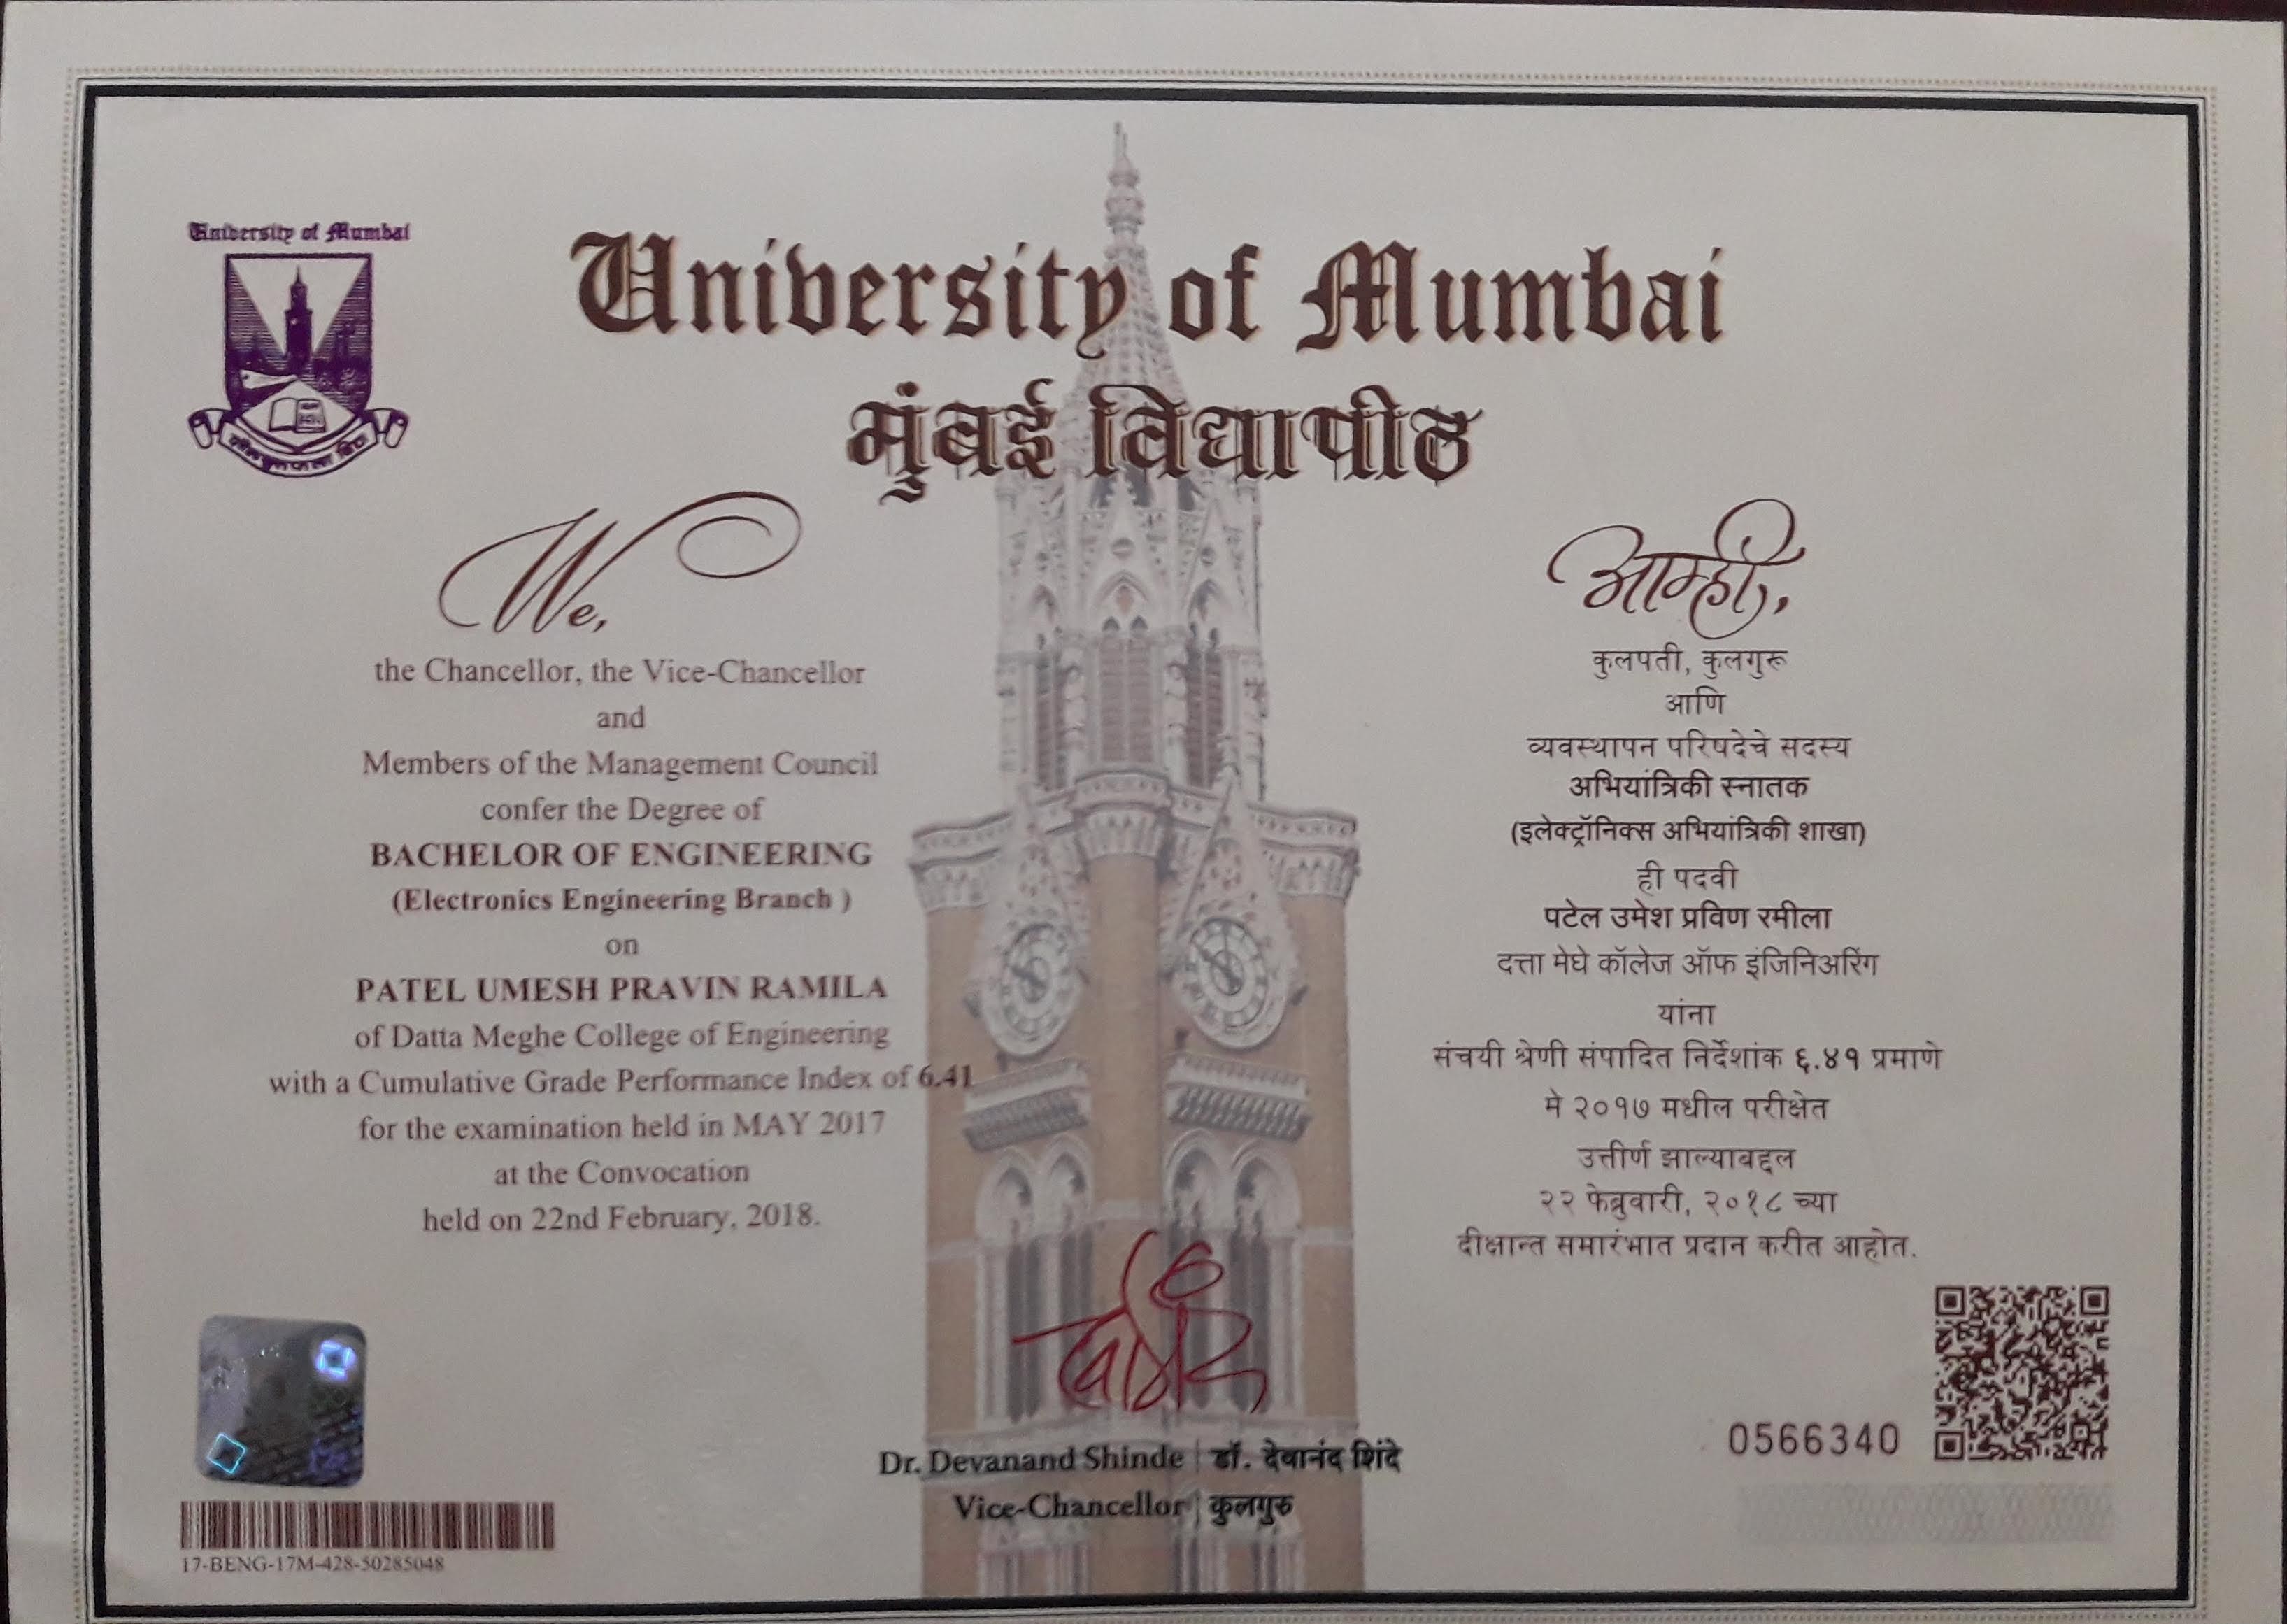 University of Mumbai
University of Mumbai
मुंबई विद्यापीठ
We,
the Chancellor, the Vice-Chancellor
and
Members of the Management Council
confer the Degree of
BACHELOR OF ENGINEERING
(Electronics Engineering Branch )
on
PATEL UMESH PRAVIN RAMILA
of Datta Meghe College of Engineering
with a Cumulative Grade Performance Index of 6.41
for the examination held in MAY 2017
at the Convocation
held on 22nd February, 2018.
आम्ही,
कुलपती, कुलगुरू
आणि
व्यवस्थापन परिषदेचे सदस्य
अभियांत्रिकी स्नातक
(इलेक्ट्रॉनिक्स अभियांत्रिकी शाखा)
ही पदवी
पटेल उमेश प्रविण रमीला
दत्ता मेघे कॉलेज ऑफ इंजिनिअरिंग
यांना
संचयी श्रेणी संपादित निर्देशांक ६.४१ प्रमाणे
मे २०१७ मधील परीक्षेत
उत्तीर्ण झाल्याबद्दल
२२ फेब्रुवारी, २०१८ च्या
दीक्षान्त समारंभात प्रदान करीत आहोत.
Dr. Devanand Shinde | डॉ. देवानंद शिंदे
Vice-Chancellor | कुलगुरु
0566340
17-BENG-17M-428-50285048